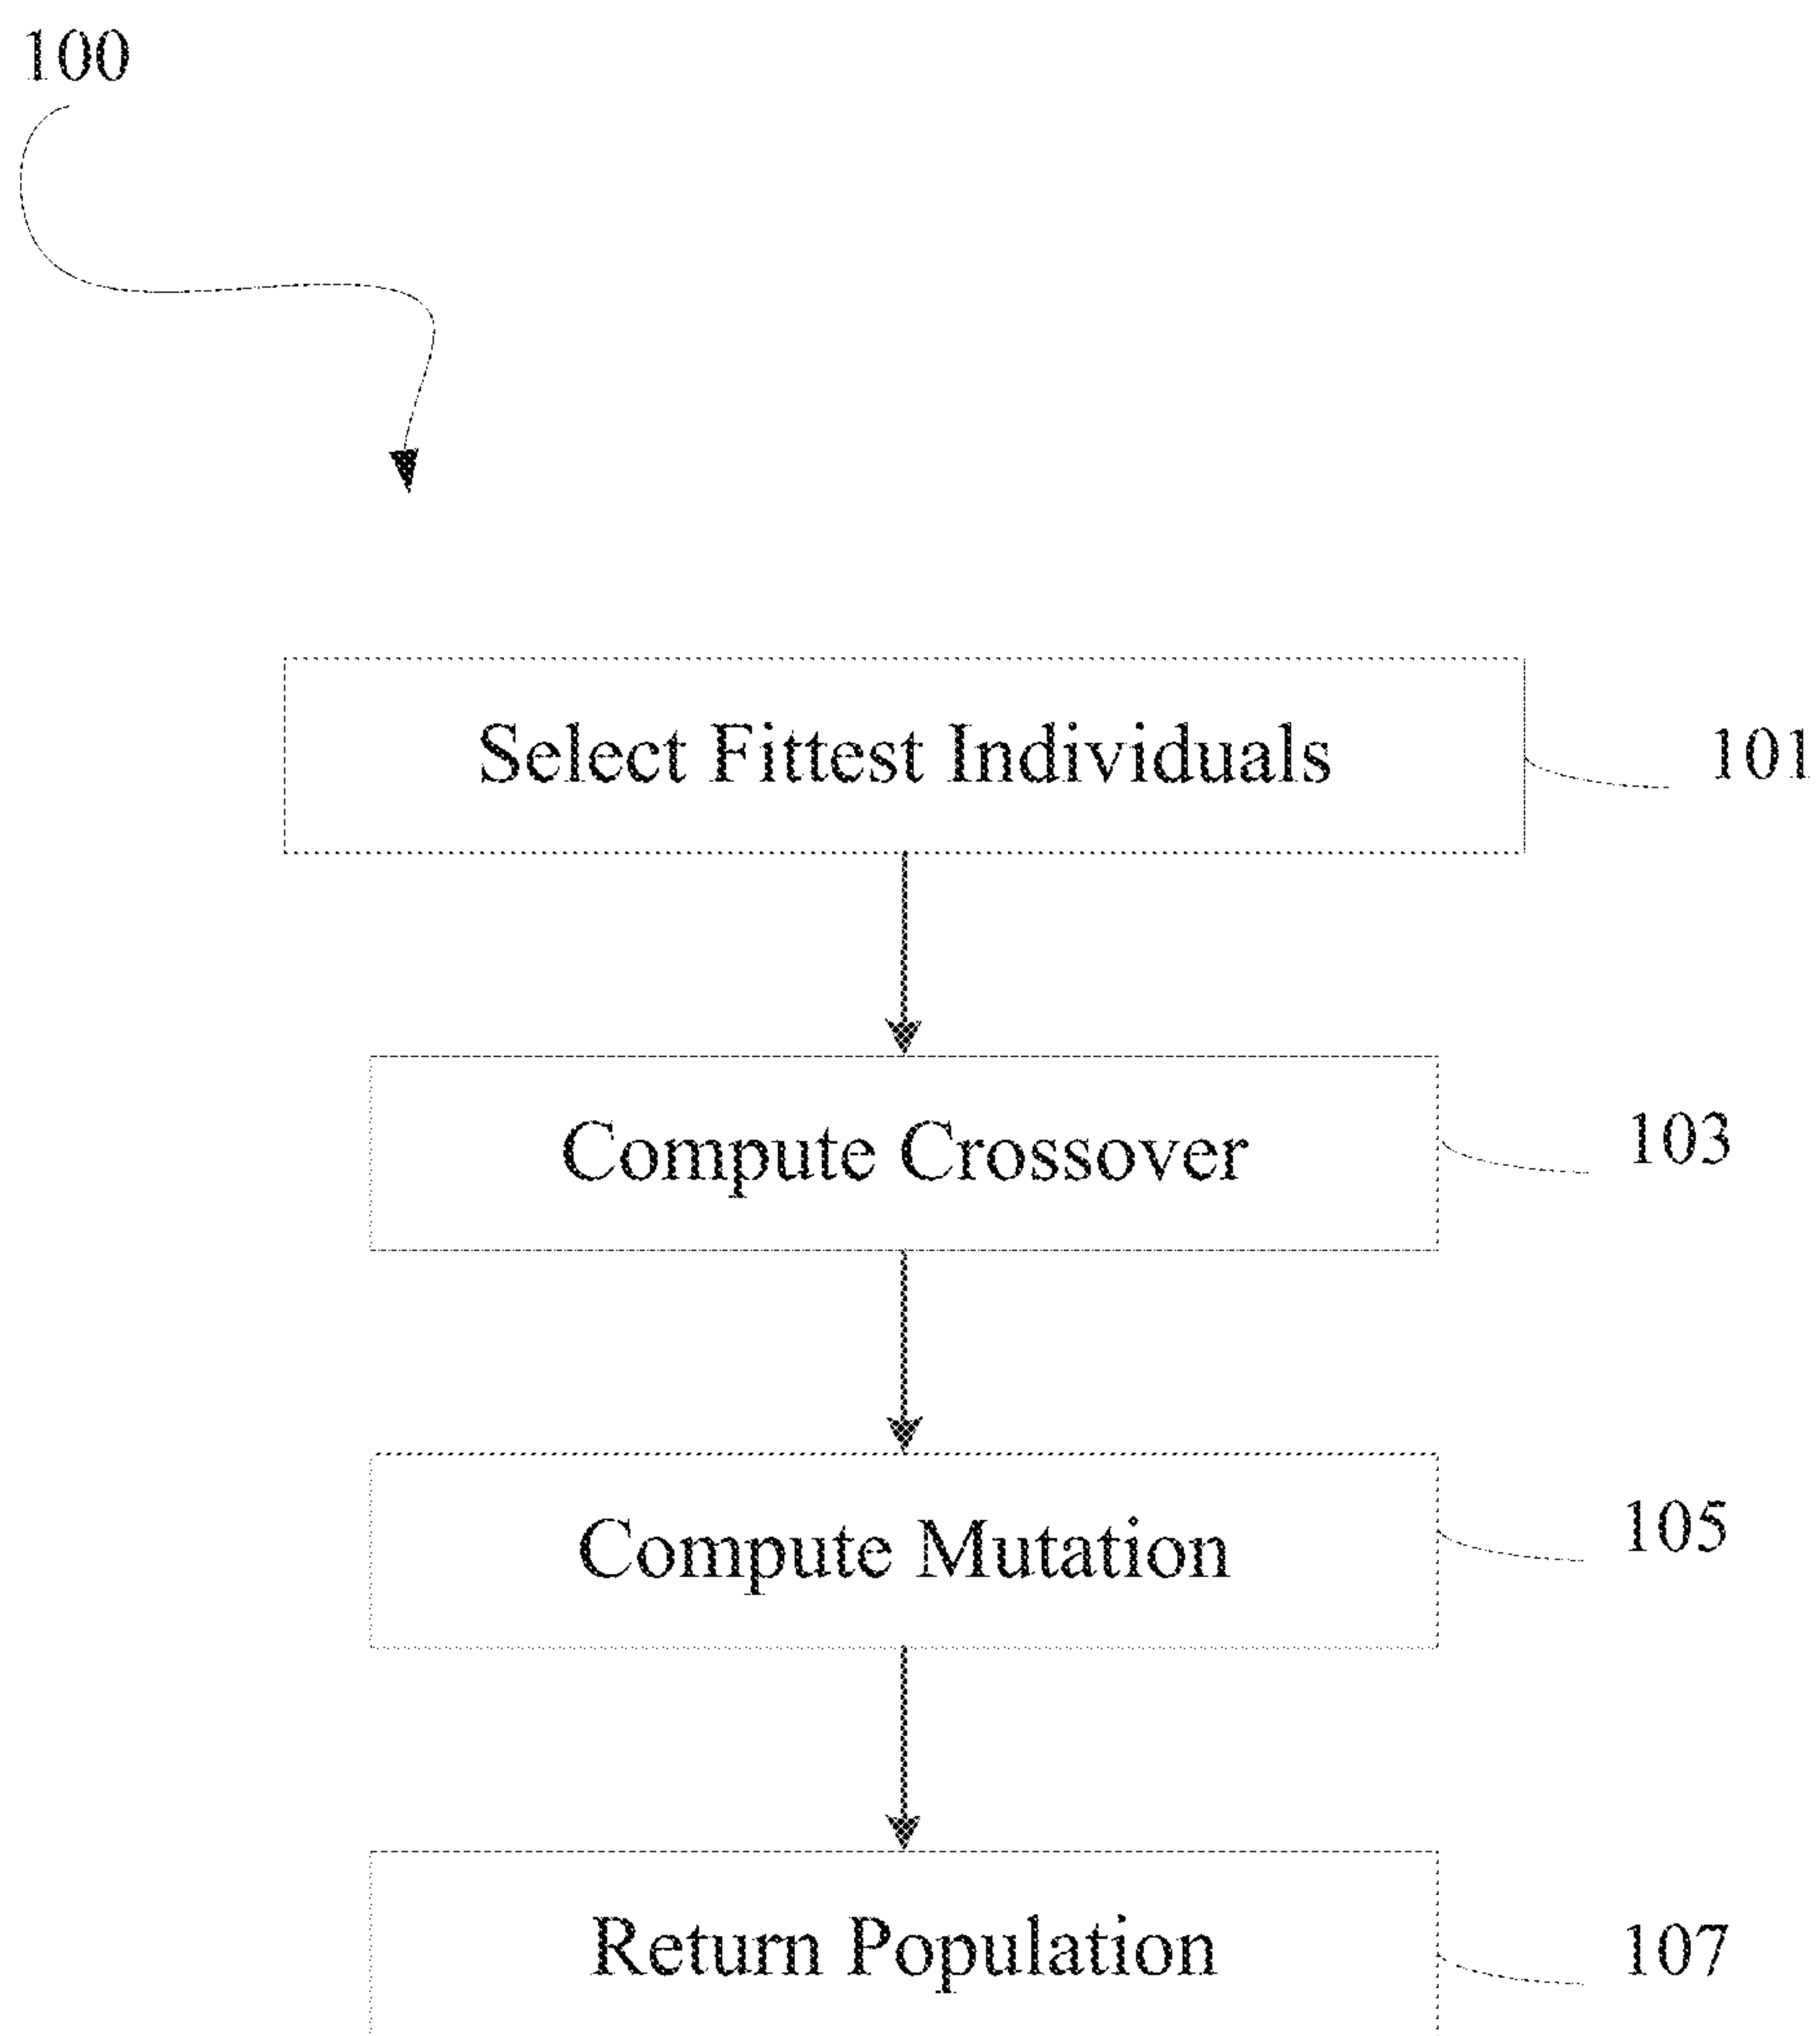 100
Select Fittest Individuals
101
Compute Crossover
103
Compute Mutation
105
Return Population
107